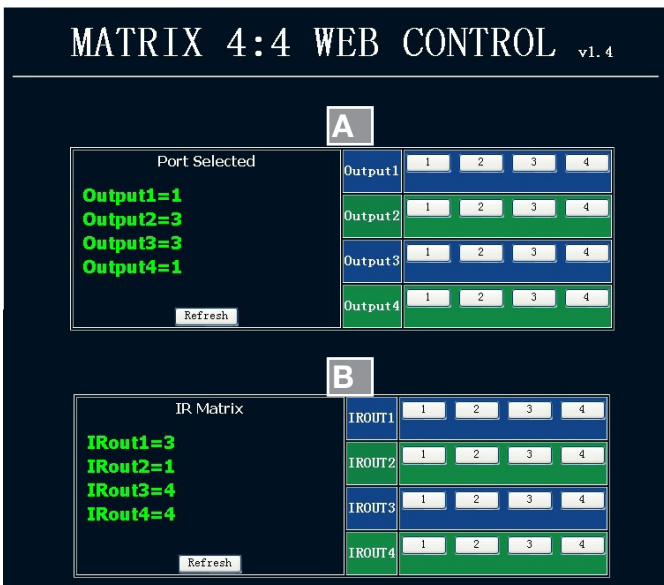 MATRIX 4:4 WEB CONTROL v1.4
A
Port Selected
Output1=1
Output2=3
Output3=3
Output4=1
Refresh
Output1 1 2 3 4
Output2 1 2 3 4
Output3 1 2 3 4
Output4 1 2 3 4
B
IR Matrix
IRout1=3
IRout2=1
IRout3=4
IRout4=4
Refresh
IROUT1 1 2 3 4
IROUT2 1 2 3 4
IROUT3 1 2 3 4
IROUT4 1 2 3 4